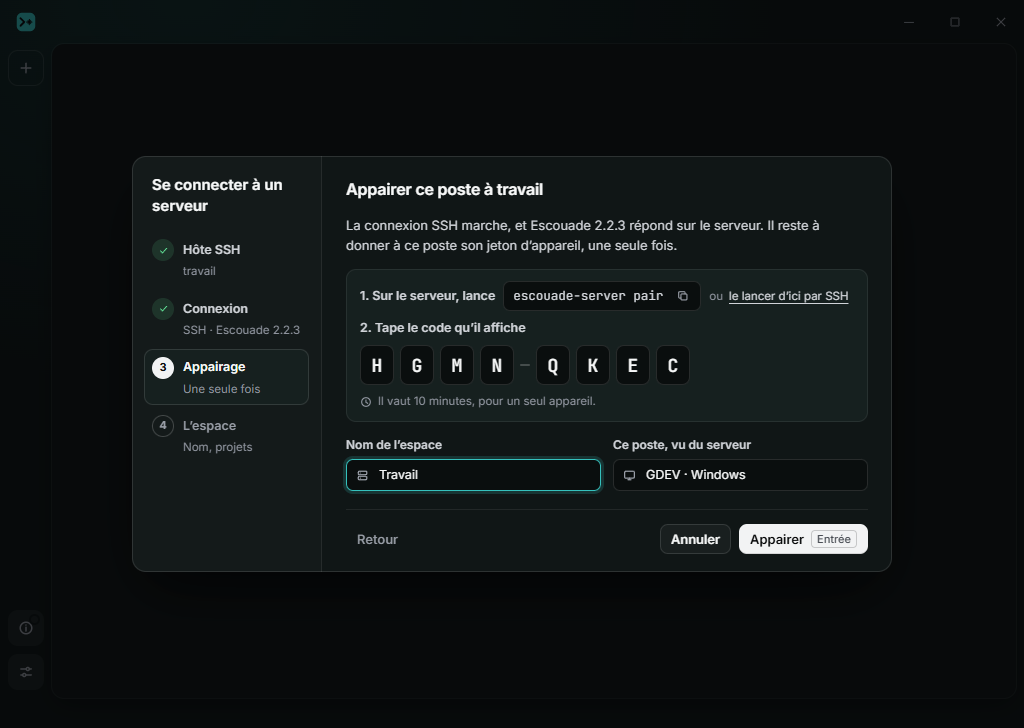 Se connecter à un
serveur
Hôte SSH
travail
Connexion
SSH · Escouade 2.2.3
3 Appairage
Une seule fois
4 L’espace
Nom, projets
Appairer ce poste à travail
La connexion SSH marche, et Escouade 2.2.3 répond sur le serveur. Il reste à
donner à ce poste son jeton d’appareil, une seule fois.
1. Sur le serveur, lance escouade-server pair ou le lancer d’ici par SSH
2. Tape le code qu’il affiche
H G M N – Q K E C
Il vaut 10 minutes, pour un seul appareil.
Nom de l’espace Ce poste, vu du serveur
Travail GDEV · Windows
Retour Annuler Appairer Entrée